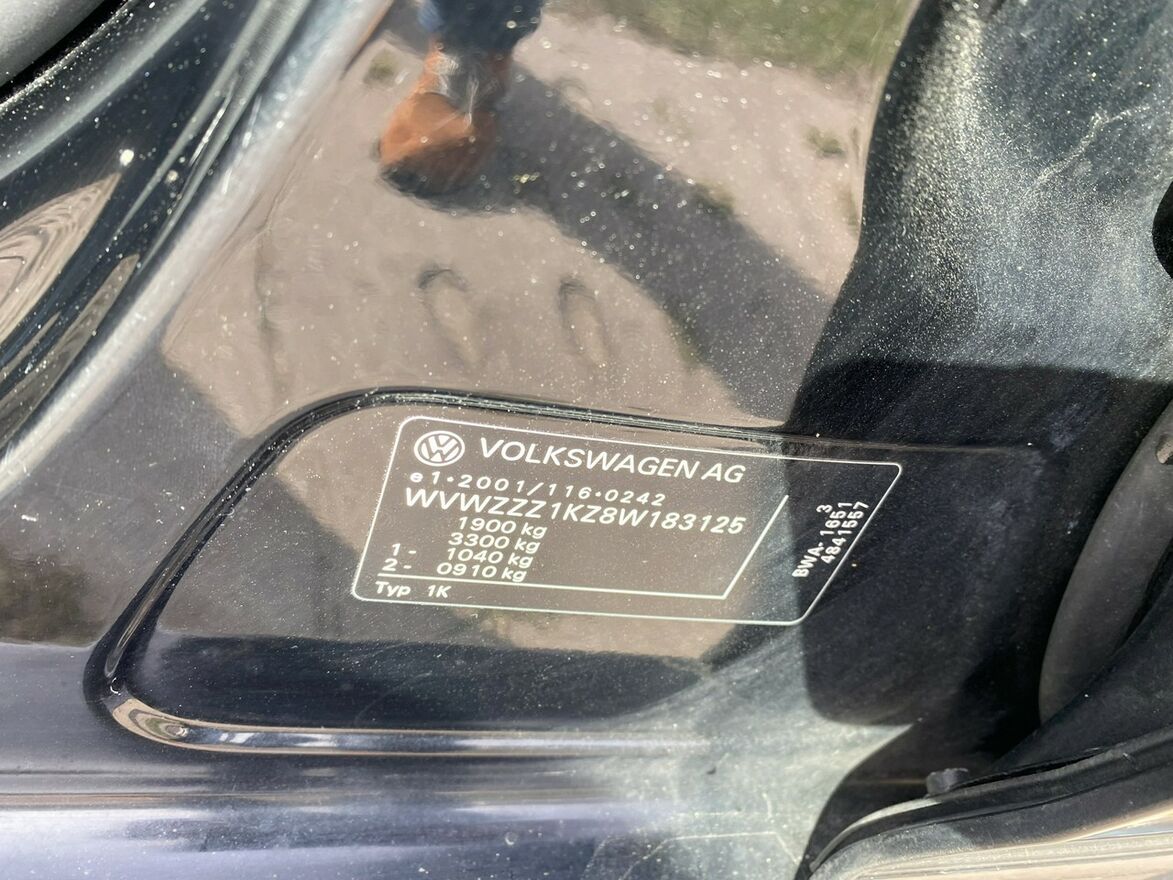 VOLKSWAGEN AG
e1*2001/116*0242
WVWZZZ1KZ8W183125
1900 kg
3300 kg
1 - 1040 kg
2 - 0910 kg
Typ 1K
3
BWA- 1651
4841557